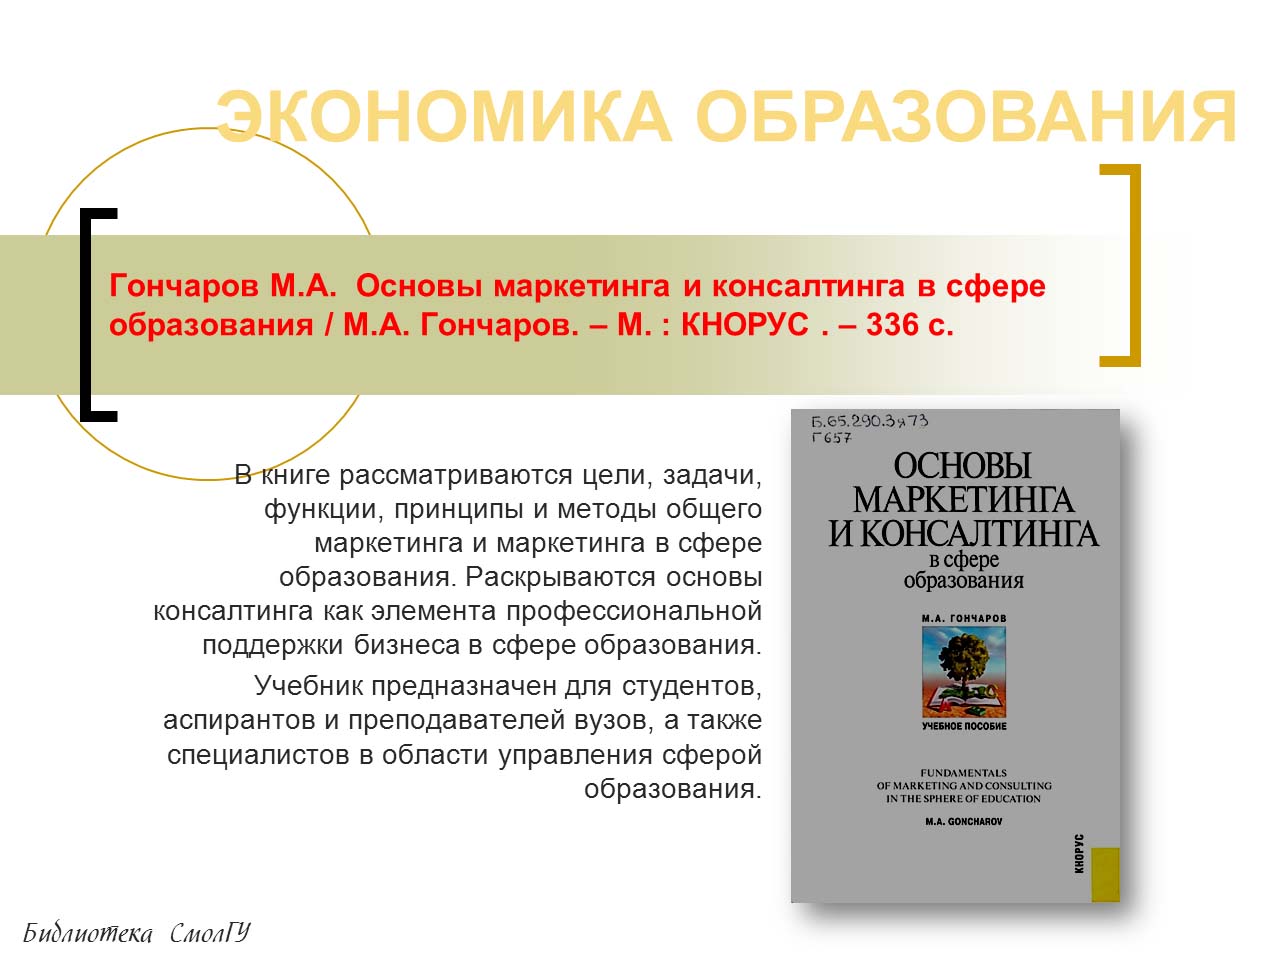 ЭКОНОМИКА ОБРАЗОВАНИЯ
Гончаров М.А.  Основы маркетинга и консалтинга в сфере
образования / М.А. Гончаров. – М. : КНОРУС . – 336 с.
В книге рассматриваются цели, задачи,
функции, принципы и методы общего
маркетинга и маркетинга в сфере
образования. Раскрываются основы
консалтинга как элемента профессиональной
поддержки бизнеса в сфере образования.
Учебник предназначен для студентов,
аспирантов и преподавателей вузов, а также
специалистов в области управления сферой
образования.
Б.65.290.3я73
Г657
ОСНОВЫ
МАРКЕТИНГА
И КОНСАЛТИНГА
в сфере
образования
М.А. ГОНЧАРОВ
УЧЕБНОЕ ПОСОБИЕ
FUNDAMENTALS
OF MARKETING AND CONSULTING
IN THE SPHERE OF EDUCATION
M.A. GONCHAROV
КНОРУС
Библиотека СмолГУ